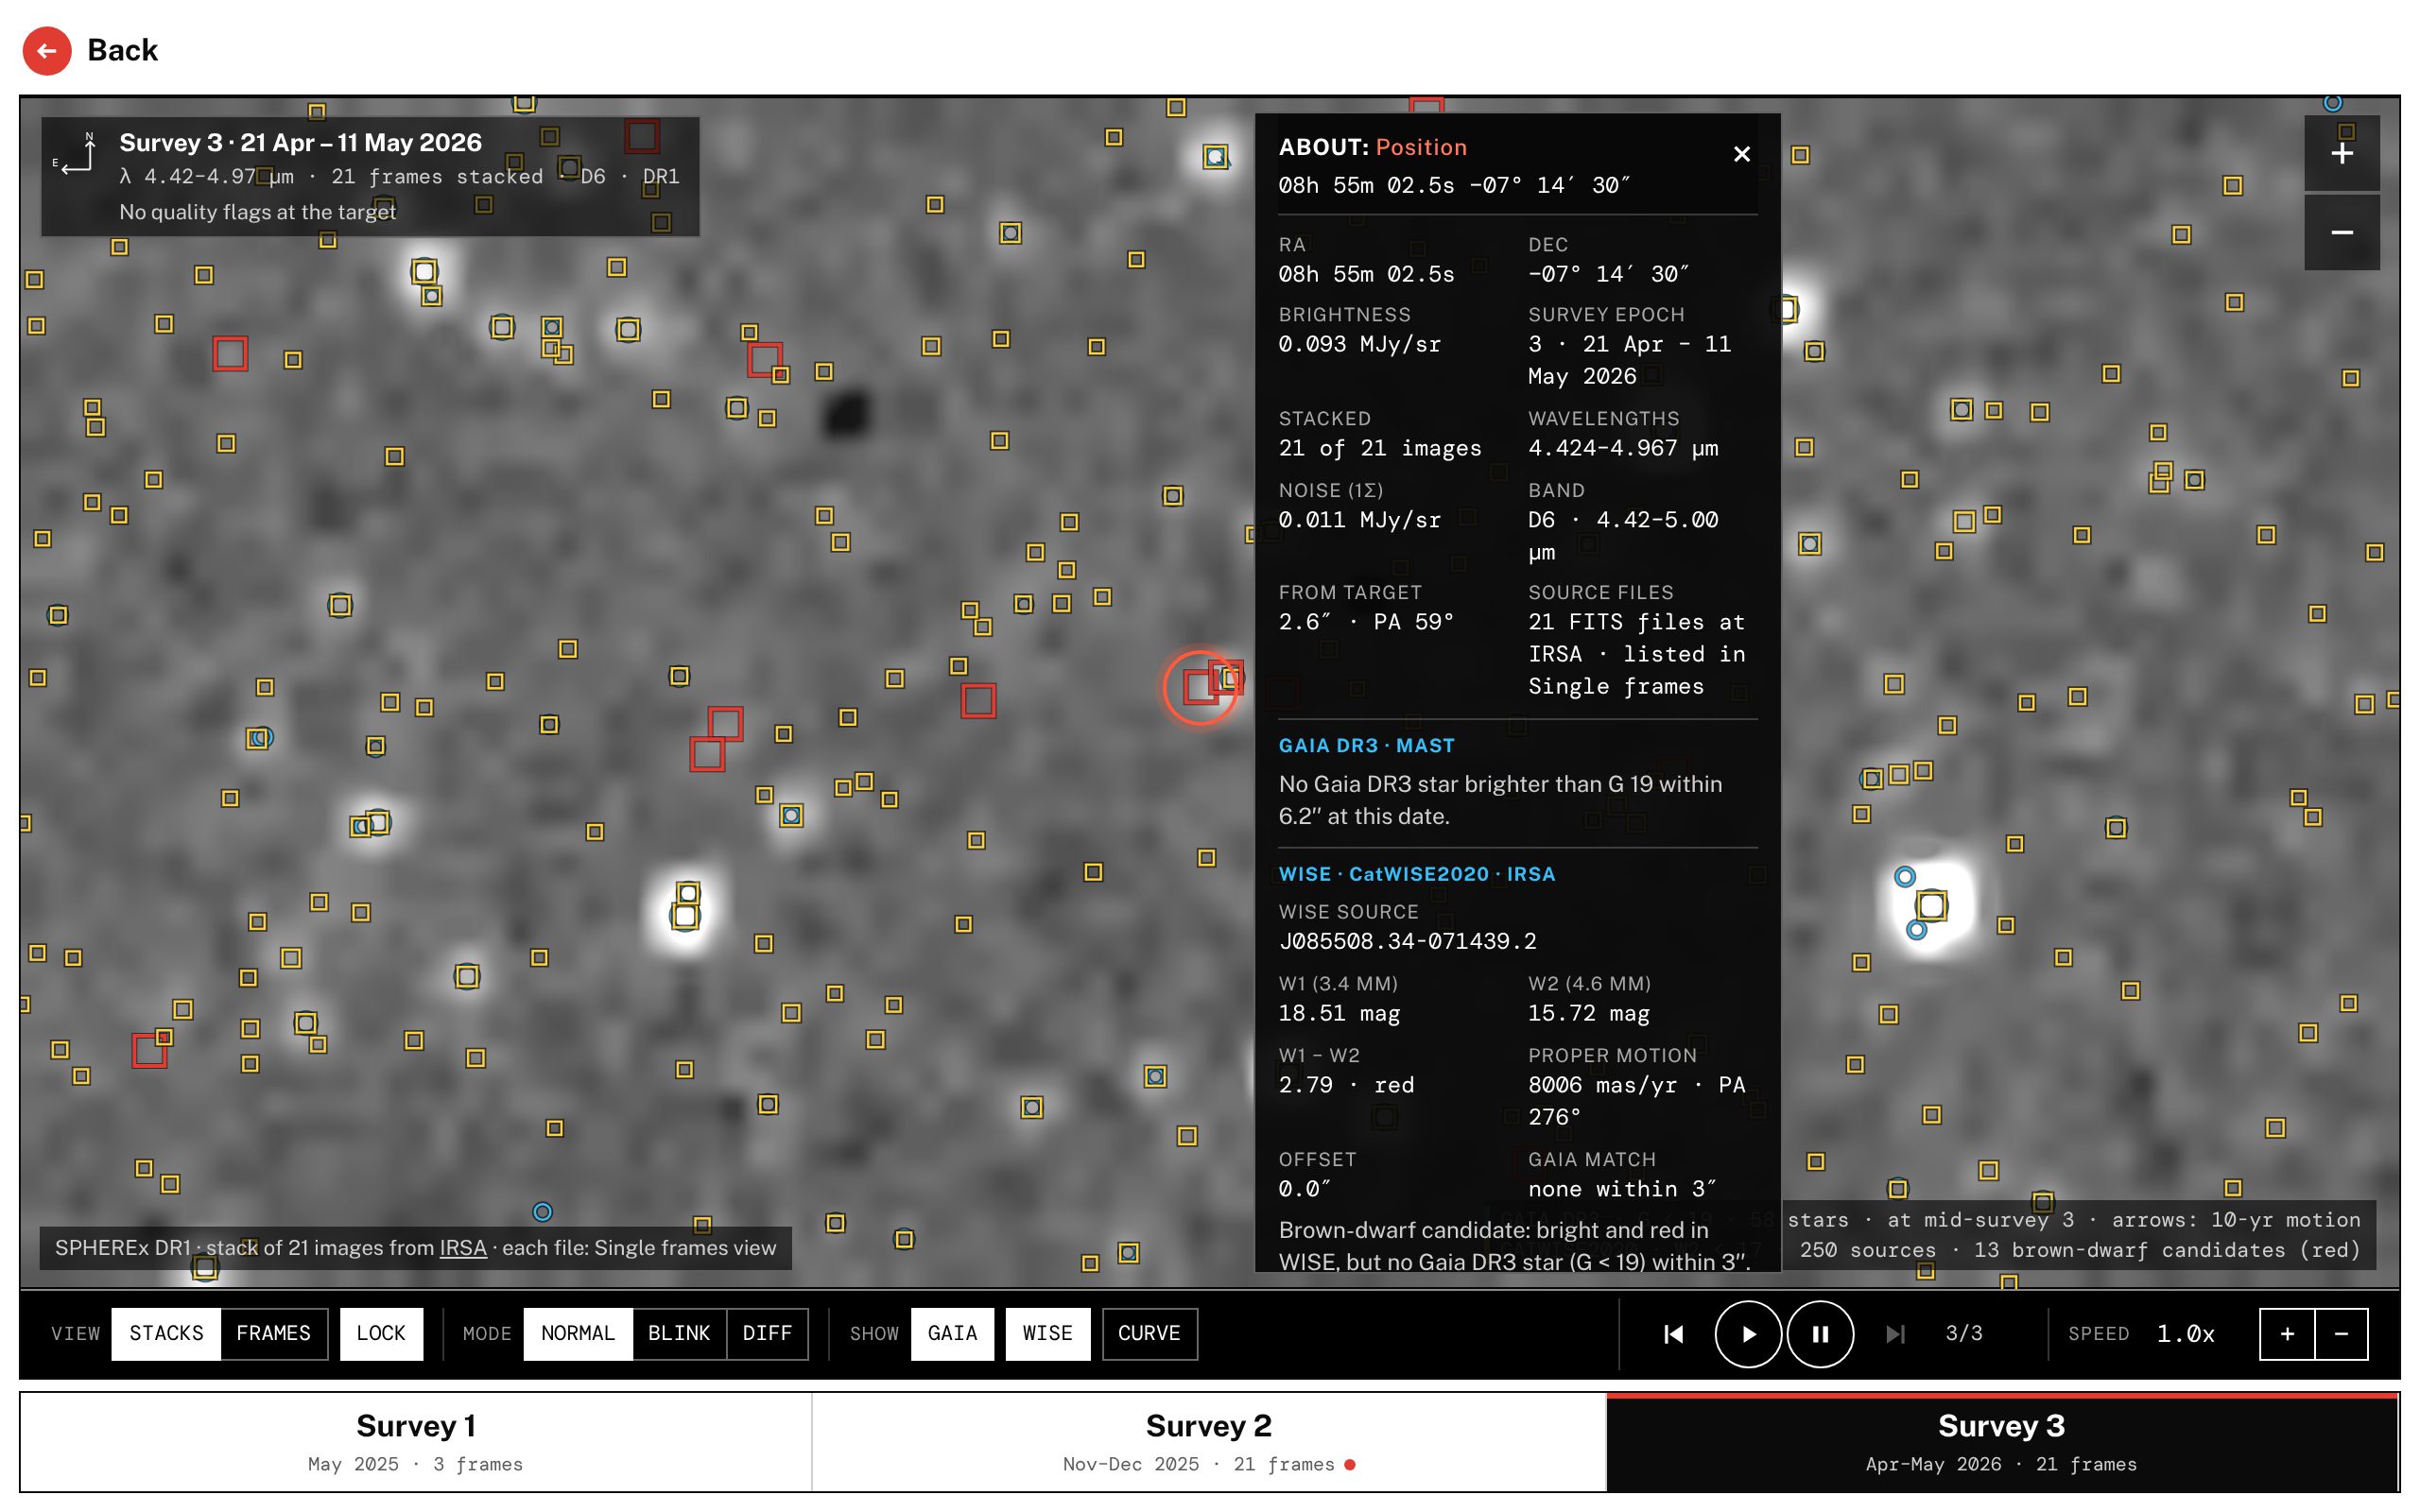 Back
N
E
Survey 3 · 21 Apr – 11 May 2026
λ 4.42–4.97 µm · 21 frames stacked · D6 · DR1
No quality flags at the target
ABOUT: Position
08h 55m 02.5s −07° 14′ 30″
RA
08h 55m 02.5s
DEC
−07° 14′ 30″
BRIGHTNESS
0.093 MJy/sr
SURVEY EPOCH
3 · 21 Apr – 11
May 2026
STACKED
21 of 21 images
WAVELENGTHS
4.424–4.967 µm
NOISE (1Σ)
0.011 MJy/sr
BAND
D6 · 4.42–5.00
µm
FROM TARGET
2.6″ · PA 59°
SOURCE FILES
21 FITS files at
IRSA · listed in
Single frames
GAIA DR3 · MAST
No Gaia DR3 star brighter than G 19 within
6.2″ at this date.
WISE · CatWISE2020 · IRSA
WISE SOURCE
J085508.34-071439.2
W1 (3.4 ΜM)
18.51 mag
W2 (4.6 ΜM)
15.72 mag
W1 − W2
2.79 · red
PROPER MOTION
8006 mas/yr · PA
276°
OFFSET
0.0″
GAIA MATCH
none within 3″
Brown-dwarf candidate: bright and red in
WISE, but no Gaia DR3 star (G < 19) within 3″.
+
−
SPHEREx DR1 · stack of 21 images from IRSA · each file: Single frames view
stars · at mid-survey 3 · arrows: 10-yr motion
250 sources · 13 brown-dwarf candidates (red)
VIEW STACKS FRAMES LOCK MODE NORMAL BLINK DIFF SHOW GAIA WISE CURVE 3/3 SPEED 1.0x + −
Survey 1
May 2025 · 3 frames
Survey 2
Nov–Dec 2025 · 21 frames
Survey 3
Apr–May 2026 · 21 frames